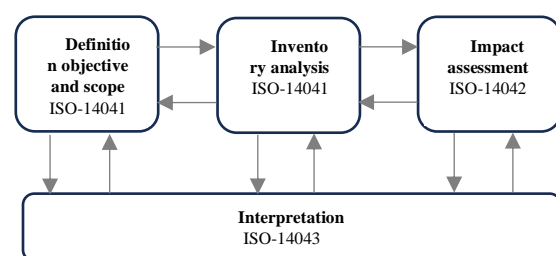 Definitio
n objective
and scope
ISO-14041
Invento
ry analysis
ISO-14041
Impact
assessment
ISO-14042
Interpretation
ISO-14043